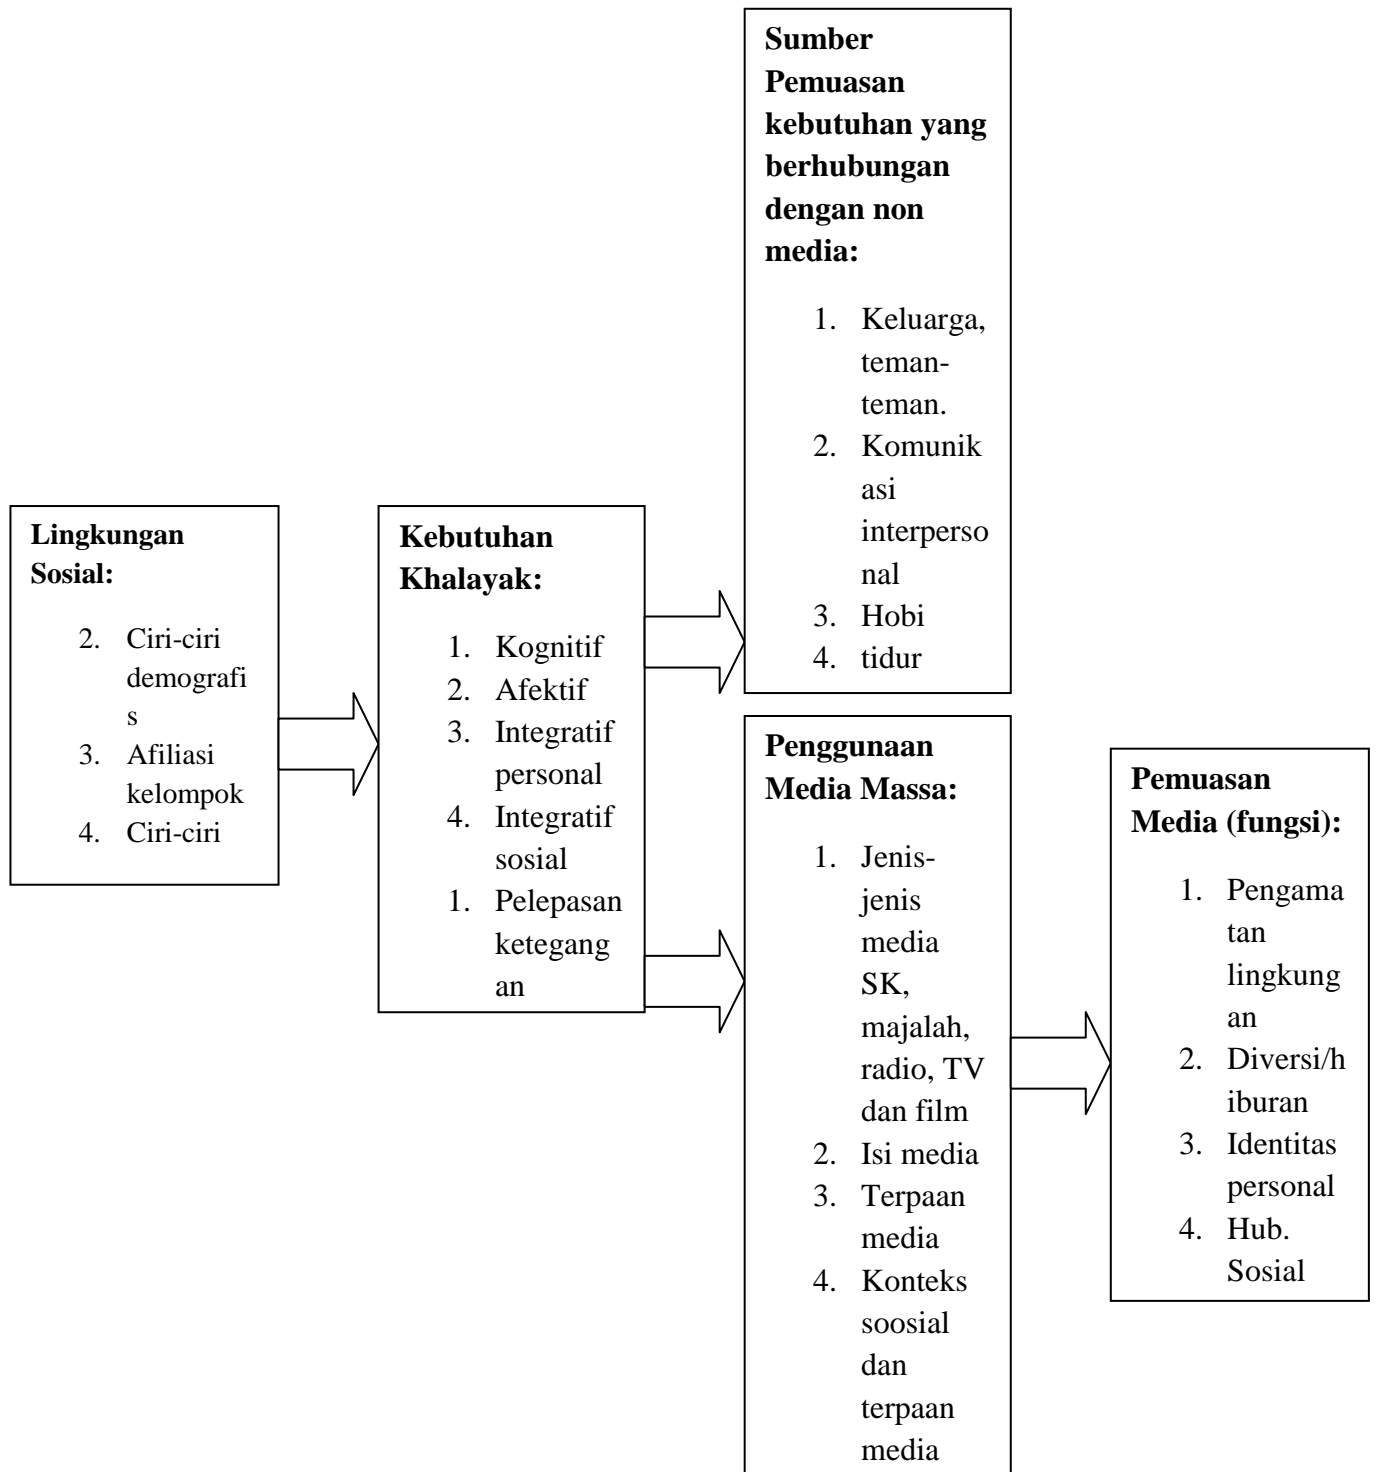 Lingkungan
Sosial:
2. Ciri-ciri
demografi
s
3. Afiliasi
kelompok
4. Ciri-ciri
Kebutuhan
Khalayak:
1. Kognitif
2. Afektif
3. Integratif
personal
4. Integratif
sosial
1. Pelepasan
ketegang
an
Sumber
Pemuasan
kebutuhan yang
berhubungan
dengan non
media:
1. Keluarga,
teman-
teman.
2. Komunik
asi
interperso
nal
3. Hobi
4. tidur
Penggunaan
Media Massa:
1. Jenis-
jenis
media
SK,
majalah,
radio, TV
dan film
2. Isi media
3. Terpaan
media
4. Konteks
soosial
dan
terpaan
media
Pemuasan
Media (fungsi):
1. Pengama
tan
lingkung
an
2. Diversi/h
iburan
3. Identitas
personal
4. Hub.
Sosial